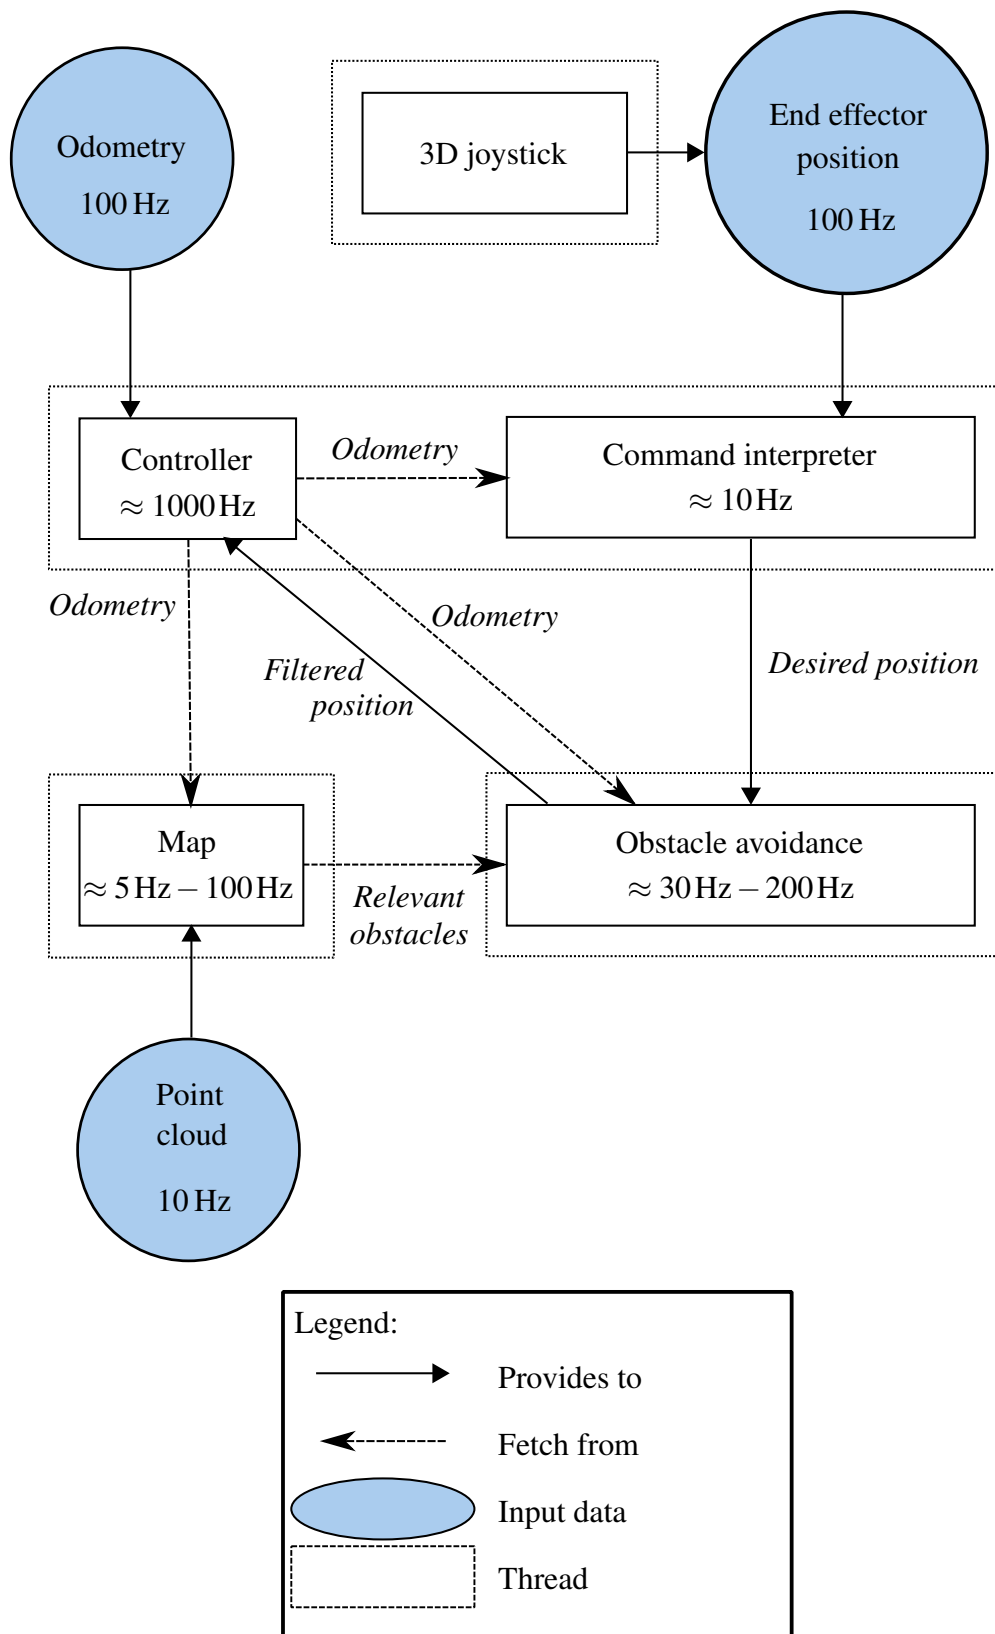 Odometry
100 Hz
3D joystick
End effector
position
100 Hz
Controller
≈ 1000 Hz
Odometry
Command interpreter
≈ 10 Hz
Odometry
Odometry
Filtered
position
Desired position
Map
≈ 5 Hz − 100 Hz
Relevant
obstacles
Obstacle avoidance
≈ 30 Hz − 200 Hz
Point
cloud
10 Hz
Legend:
Provides to
Fetch from
Input data
Thread